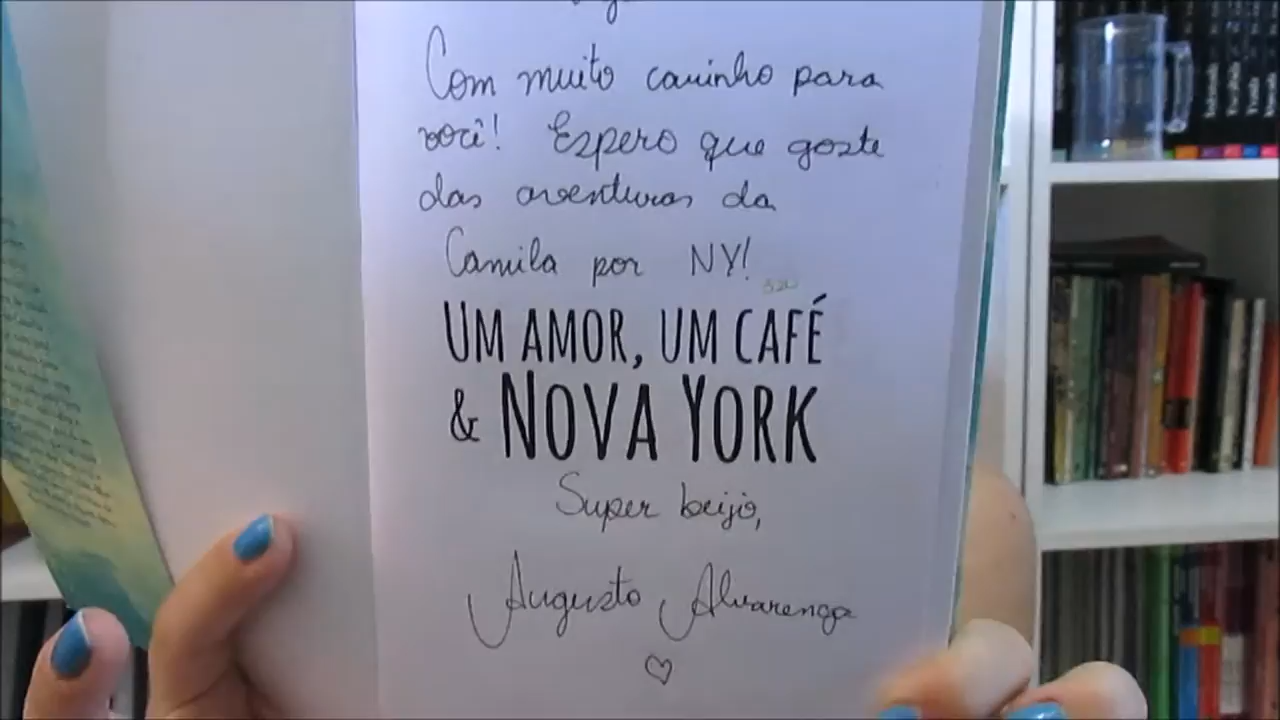 Com muito carinho para
você! Espero que goste
das aventuras da
Camila por NY!
UM AMOR, UM CAFÉ
& NOVA YORK
Super beijo,
Augusto Alvarenga